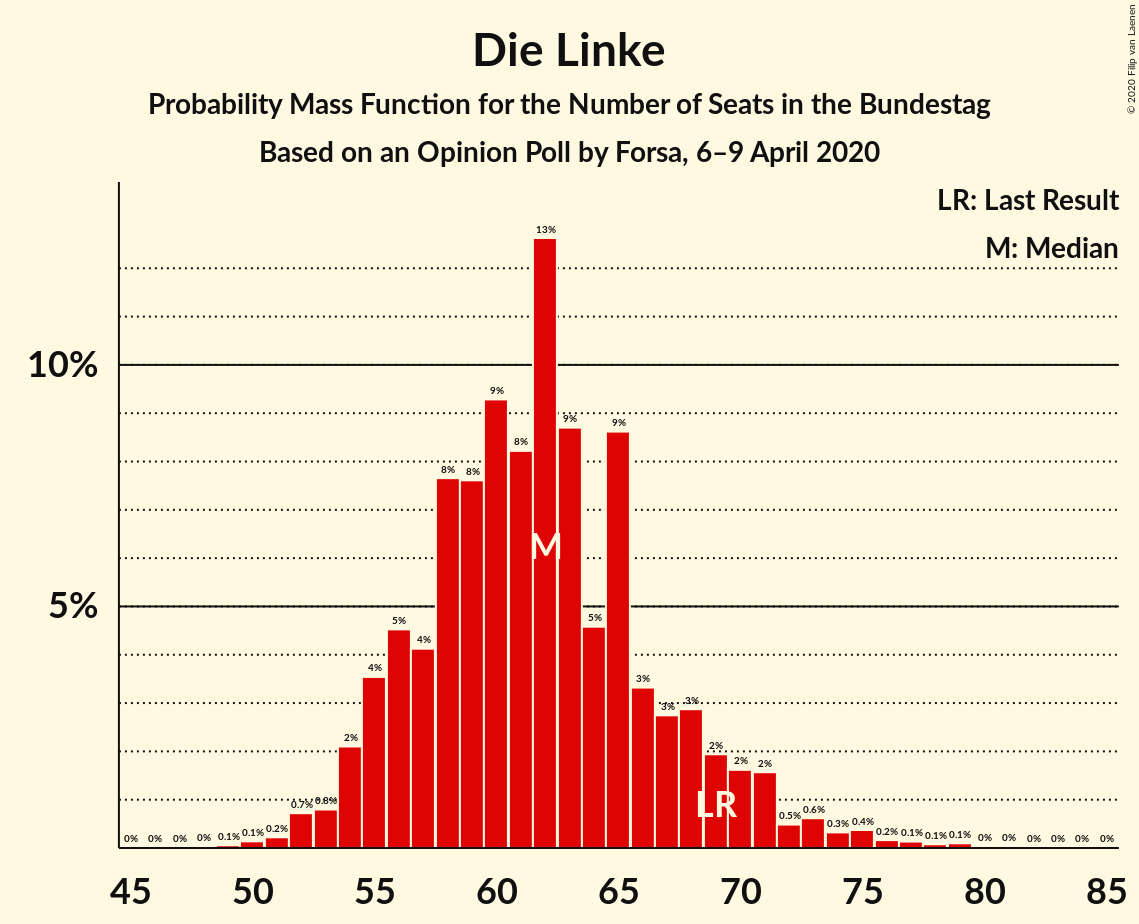 © 2020 Filip van Laenen
Die Linke
Probability Mass Function for the Number of Seats in the Bundestag
Based on an Opinion Poll by Forsa, 6–9 April 2020
LR: Last Result
M: Median
10%
5%
0% 0% 0% 0% 0.1% 0.1% 0.2% 0.7% 0.8% 2% 4% 5% 4% 8% 8% 9% 8% 13% 9% 5% 9% 3% 3% 3% 2% 2% 2% 0.5% 0.6% 0.3% 0.4% 0.2% 0.1% 0.1% 0.1% 0% 0% 0% 0% 0% 0%
M
LR
45 50 55 60 65 70 75 80 85